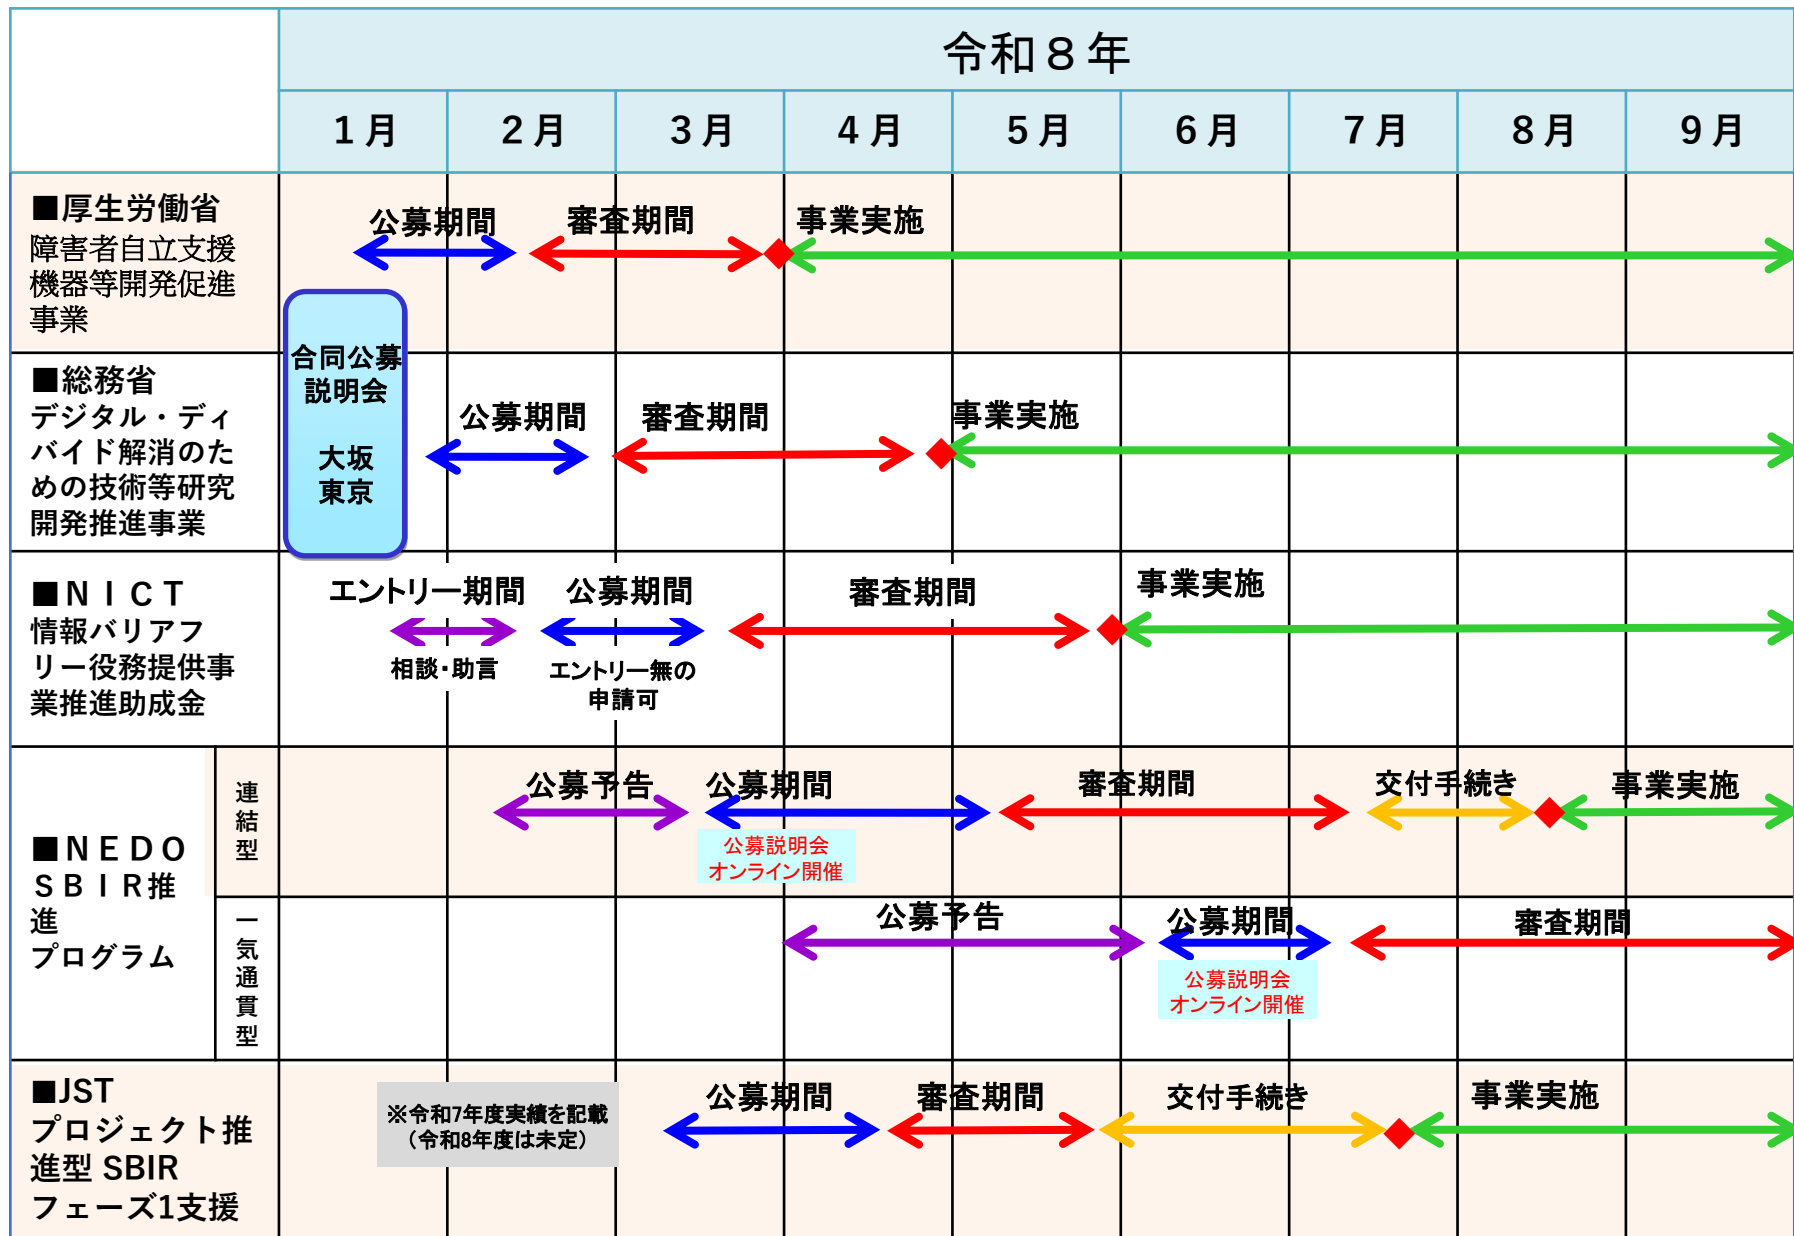 令和８年
１月
２月
３月
４月
５月
６月
７月
８月
９月
■厚生労働省
障害者自立支援
機器等開発促進
事業
公募期間
審査期間
事業実施
合同公募
説明会
大坂
東京
■総務省
デジタル・ディ
バイド解消のた
めの技術等研究
開発推進事業
公募期間
審査期間
事業実施
■ＮＩＣＴ
情報バリアフ
リー役務提供事
業推進助成金
エントリー期間
公募期間
審査期間
事業実施
相談・助言
エントリー無の
申請可
■ＮＥＤＯ
ＳＢＩＲ推
進
プログラム
連
結
型
公募予告
公募期間
審査期間
交付手続き
事業実施
公募説明会
オンライン開催
一
気
通
貫
型
公募予告
公募期間
審査期間
公募説明会
オンライン開催
■JST
プロジェクト推
進型 SBIR
フェーズ1支援
※令和7年度実績を記載
（令和8年度は未定）
公募期間
審査期間
交付手続き
事業実施